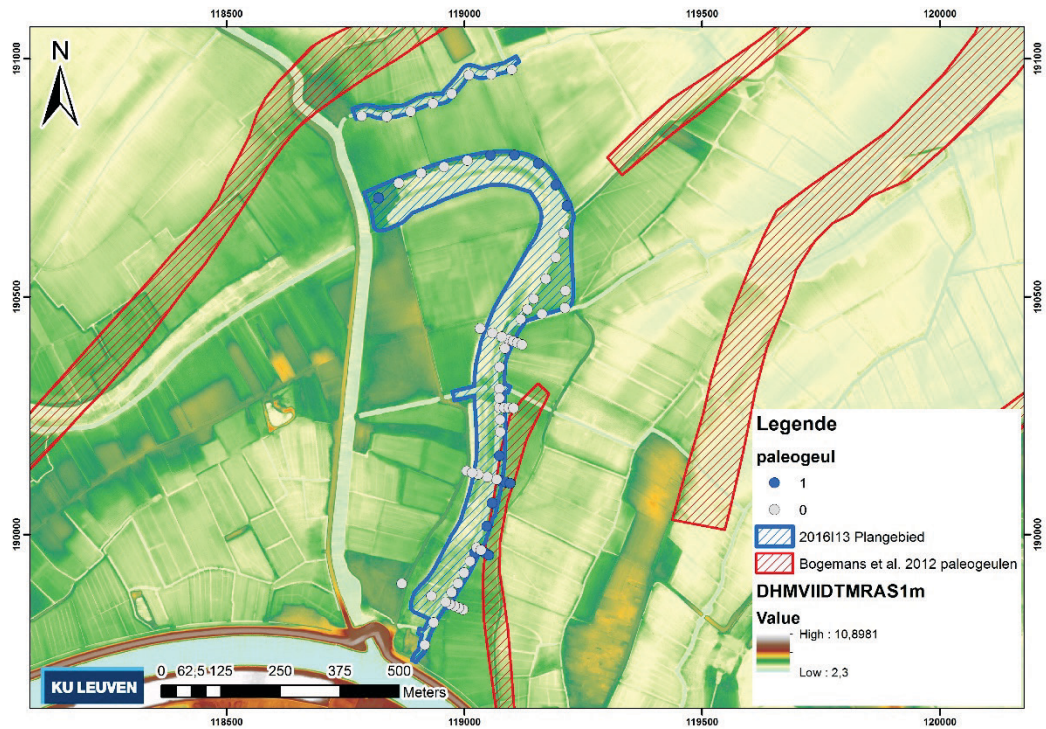 118500 119000 119500 120000
N
191000 191000
190500 190500
190000 190000
Legende
paleogeul
1
0
2016I13 Plangebied
Bogemans et al. 2012 paleogeulen
DHMVIIDTMRAS1m
Value
High : 10,8981
Low : 2,3
KU LEUVEN
0 62,5 125 250 375 500
Meters
118500 119000 119500 120000